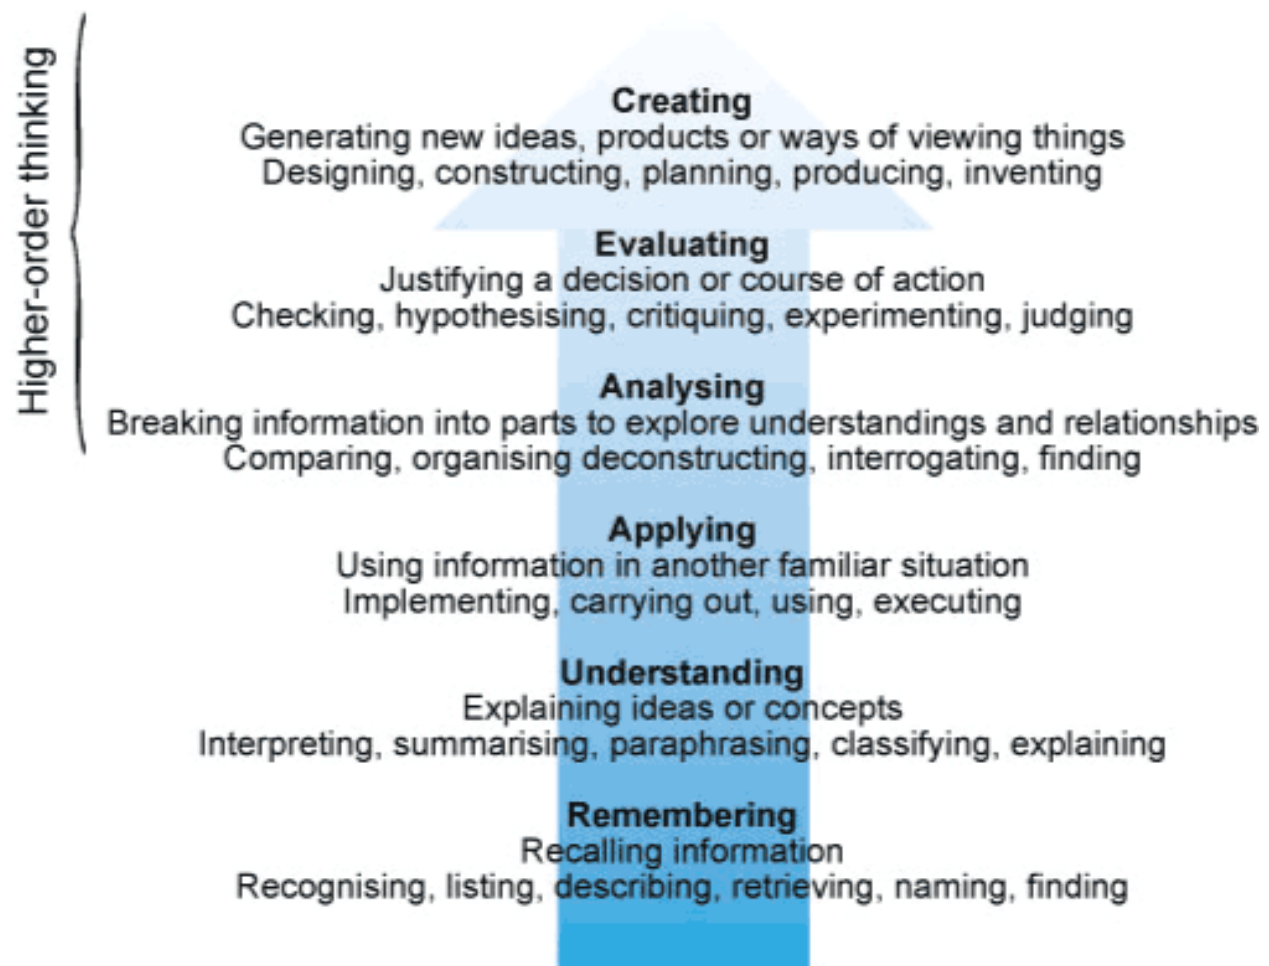 Higher-order thinking
Creating
Generating new ideas, products or ways of viewing things
Designing, constructing, planning, producing, inventing
Evaluating
Justifying a decision or course of action
Checking, hypothesising, critiquing, experimenting, judging
Analysing
Breaking information into parts to explore understandings and relationships
Comparing, organising deconstructing, interrogating, finding
Applying
Using information in another familiar situation
Implementing, carrying out, using, executing
Understanding
Explaining ideas or concepts
Interpreting, summarising, paraphrasing, classifying, explaining
Remembering
Recalling information
Recognising, listing, describing, retrieving, naming, finding